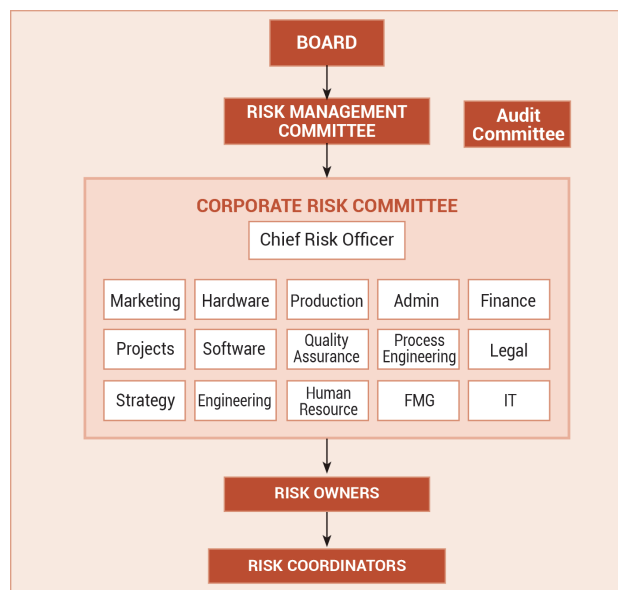 BOARD
RISK MANAGEMENT
COMMITTEE
Audit
Committee
CORPORATE RISK COMMITTEE
Chief Risk Officer
Marketing
Hardware
Production
Admin
Finance
Projects
Software
Quality
Assurance
Process
Engineering
Legal
Strategy
Engineering
Human
Resource
FMG
IT
RISK OWNERS
RISK COORDINATORS